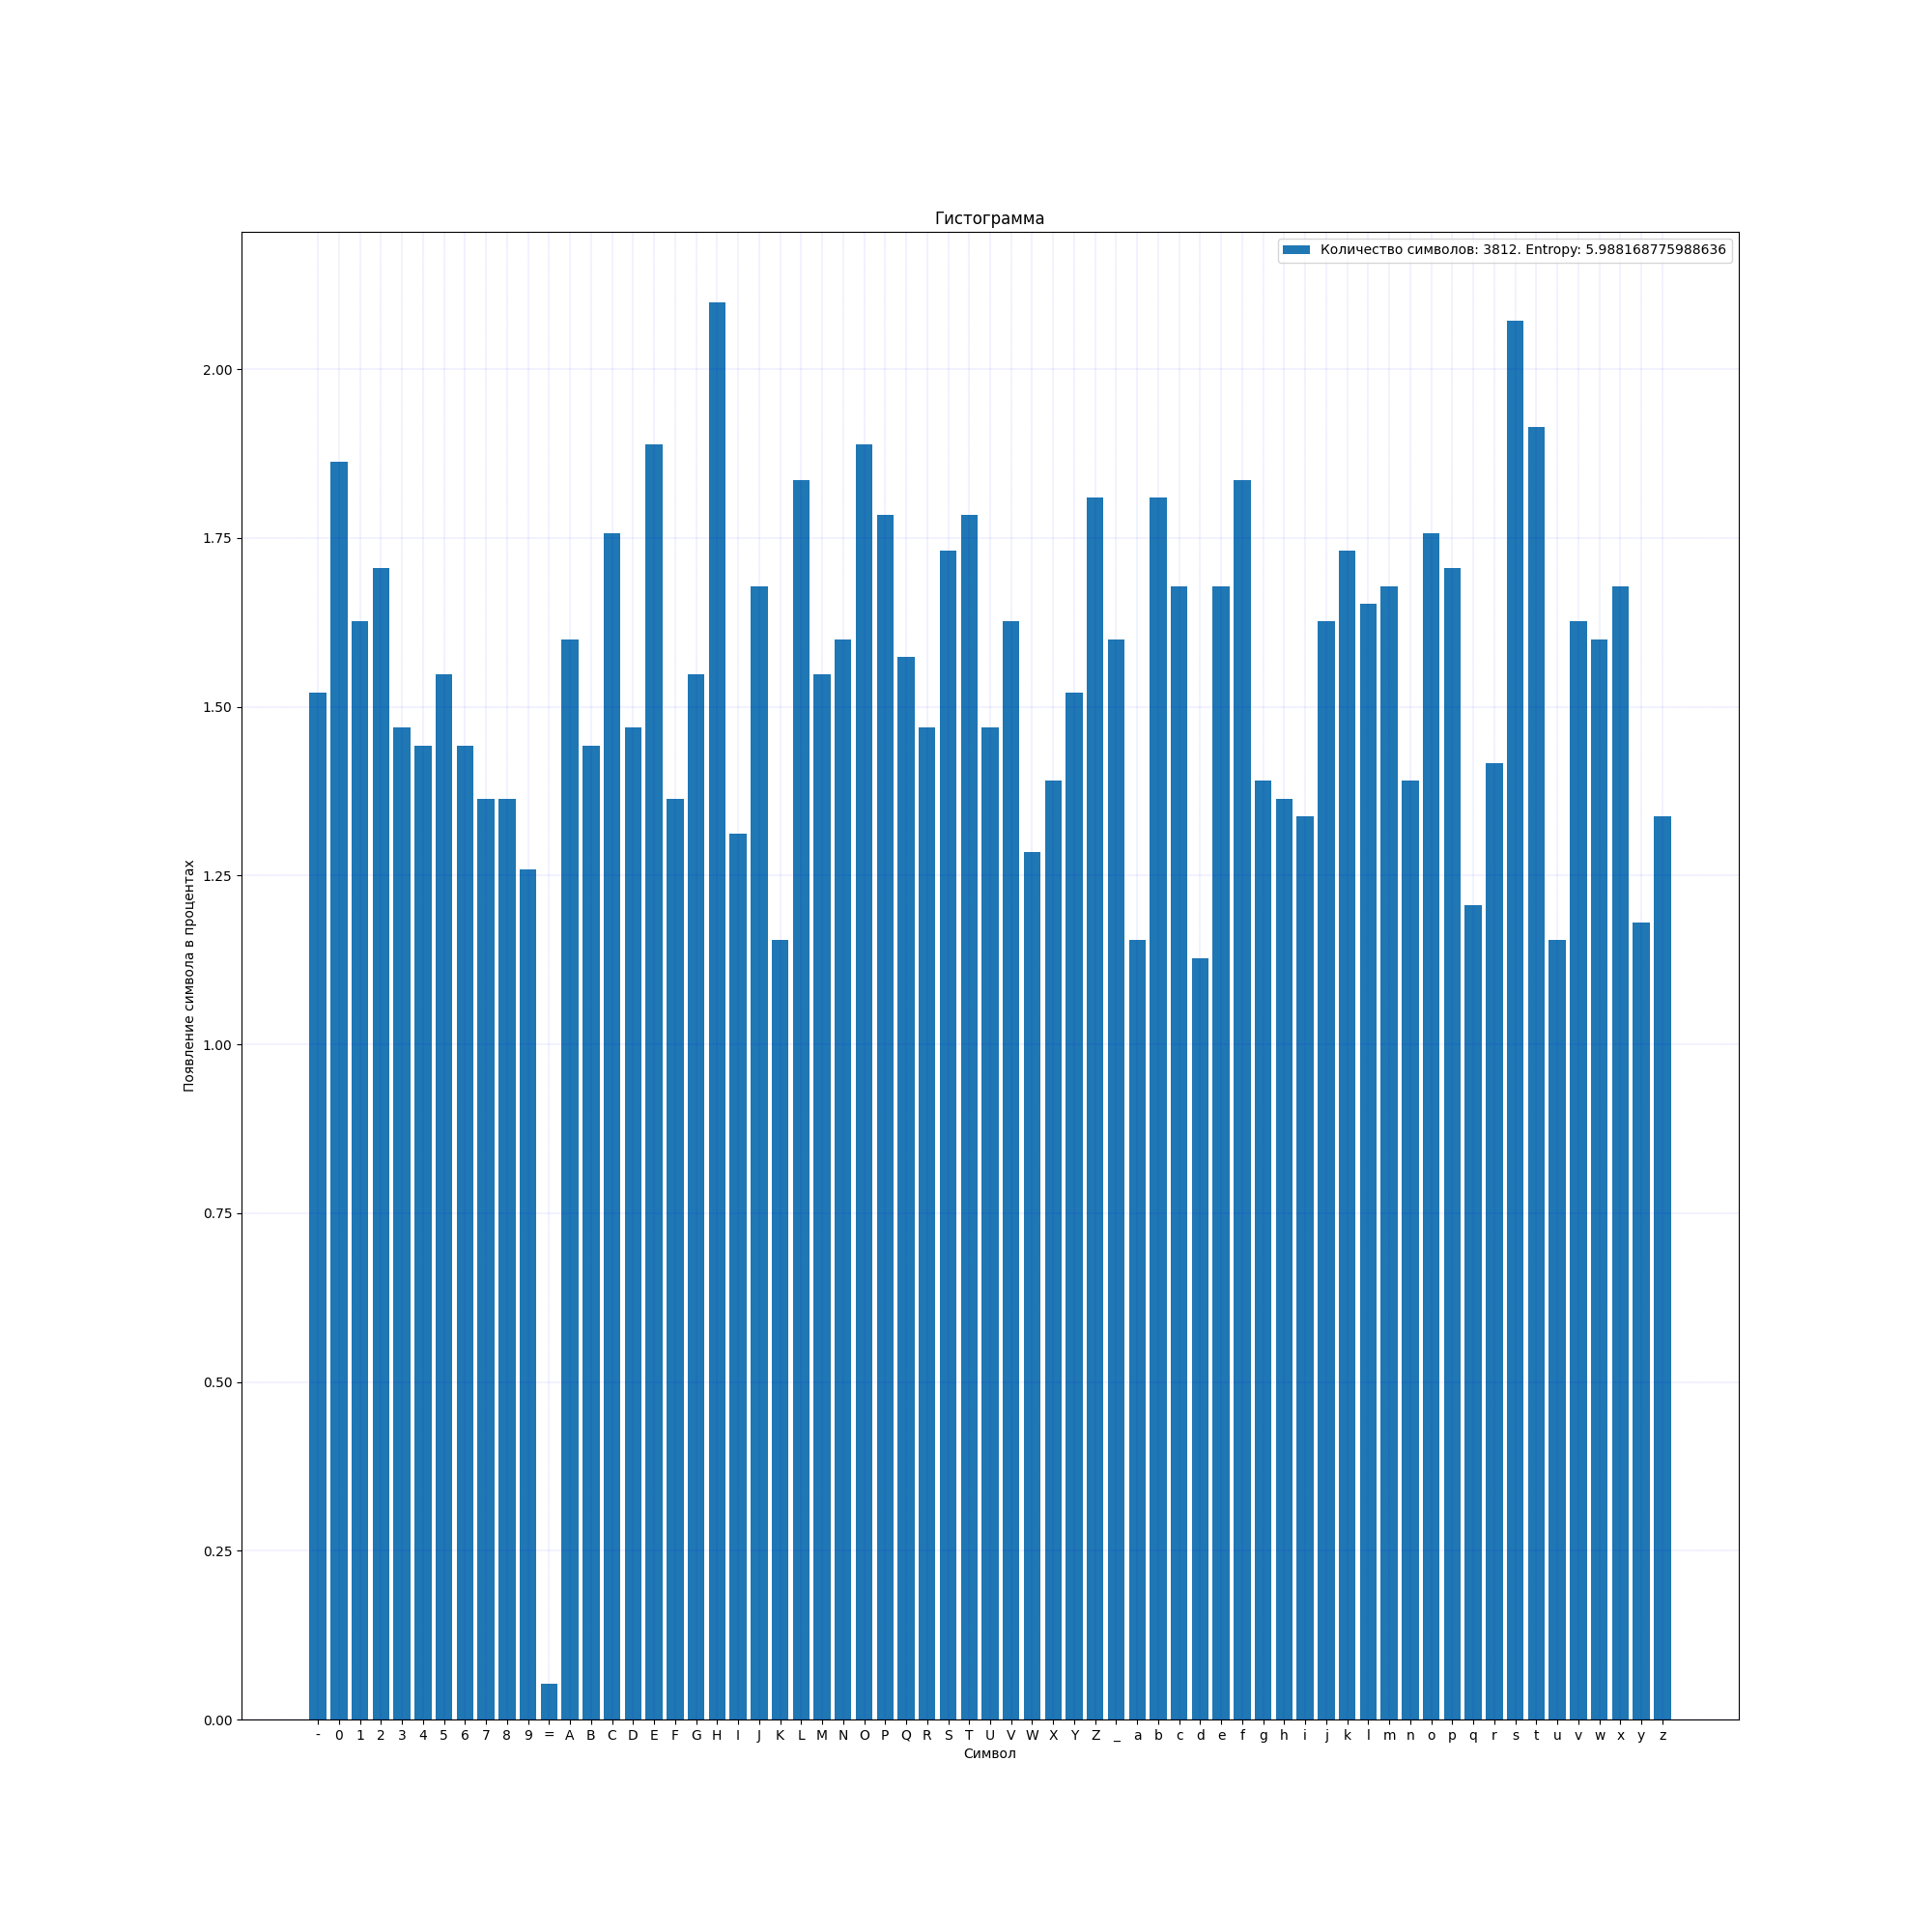 Гистограмма
Количество символов: 3812. Entropy: 5.988168775988636
Появление символа в процентах
2.00
1.75
1.50
1.25
1.00
0.75
0.50
0.25
0.00
- 0 1 2 3 4 5 6 7 8 9 = A B C D E F G H I J K L M N O P Q R S T U V W X Y Z _ a b c d e f g h i j k l m n o p q r s t u v w x y z
Символ